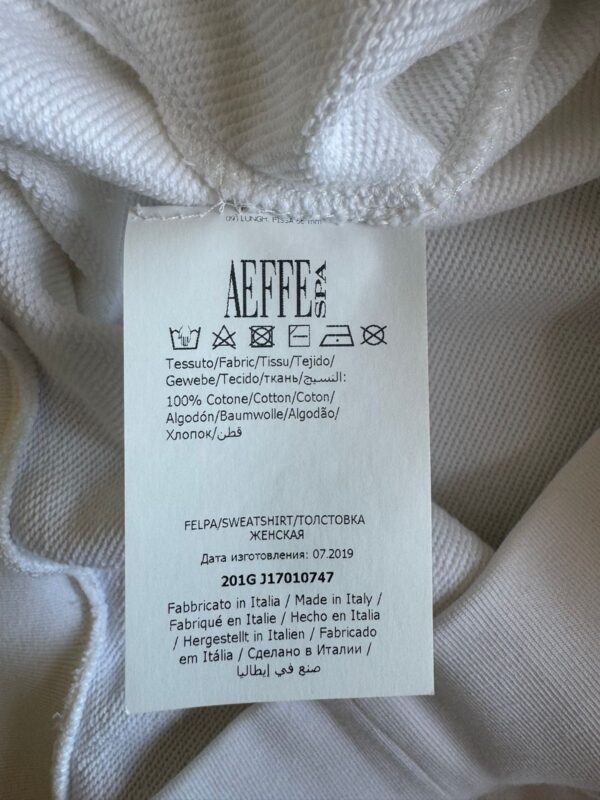 AEFFE SPA
Tessuto/Fabric/Tissu/Tejido/
Gewebe/Tecido/ткань/النسيج:
100% Cotone/Cotton/Coton/
Algodón/Baumwolle/Algodão/
Хлопок/قطن
FELPA/SWEATSHIRT/ТОЛСТОВКА
ЖЕНСКАЯ
Дата изготовления: 07.2019
201G J17010747
Fabbricato in Italia / Made in Italy /
Fabriqué en Italie / Hecho en Italia
/ Hergestellt in Italien / Fabricado
em Itália / Сделано в Италии /
صنع في إيطاليا